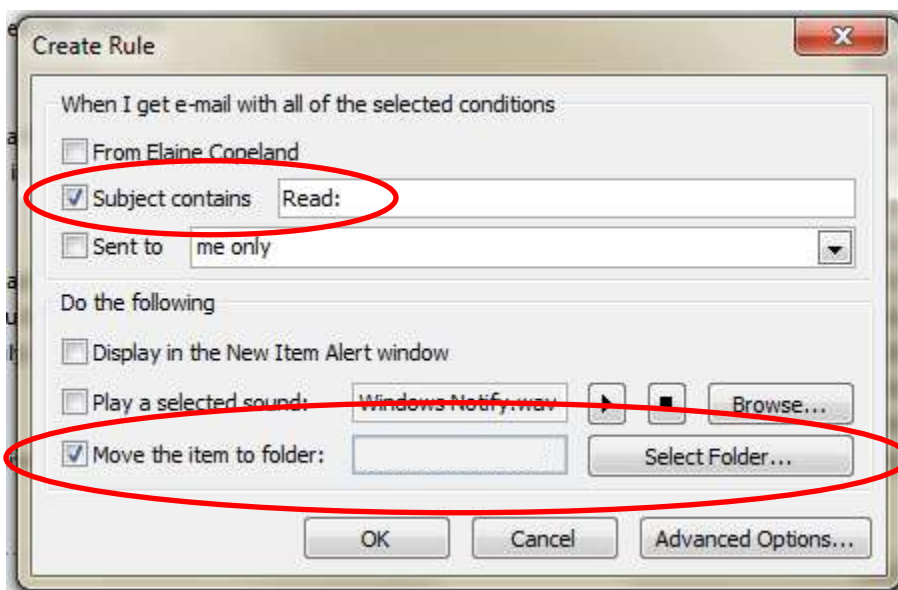 Create Rule
When I get e-mail with all of the selected conditions
From Elaine Copeland
Subject contains Read:
Sent to me only
Do the following
Display in the New Item Alert window
Play a selected sound: Windows Notify.wav Browse...
Move the item to folder: Select Folder...
OK Cancel Advanced Options...